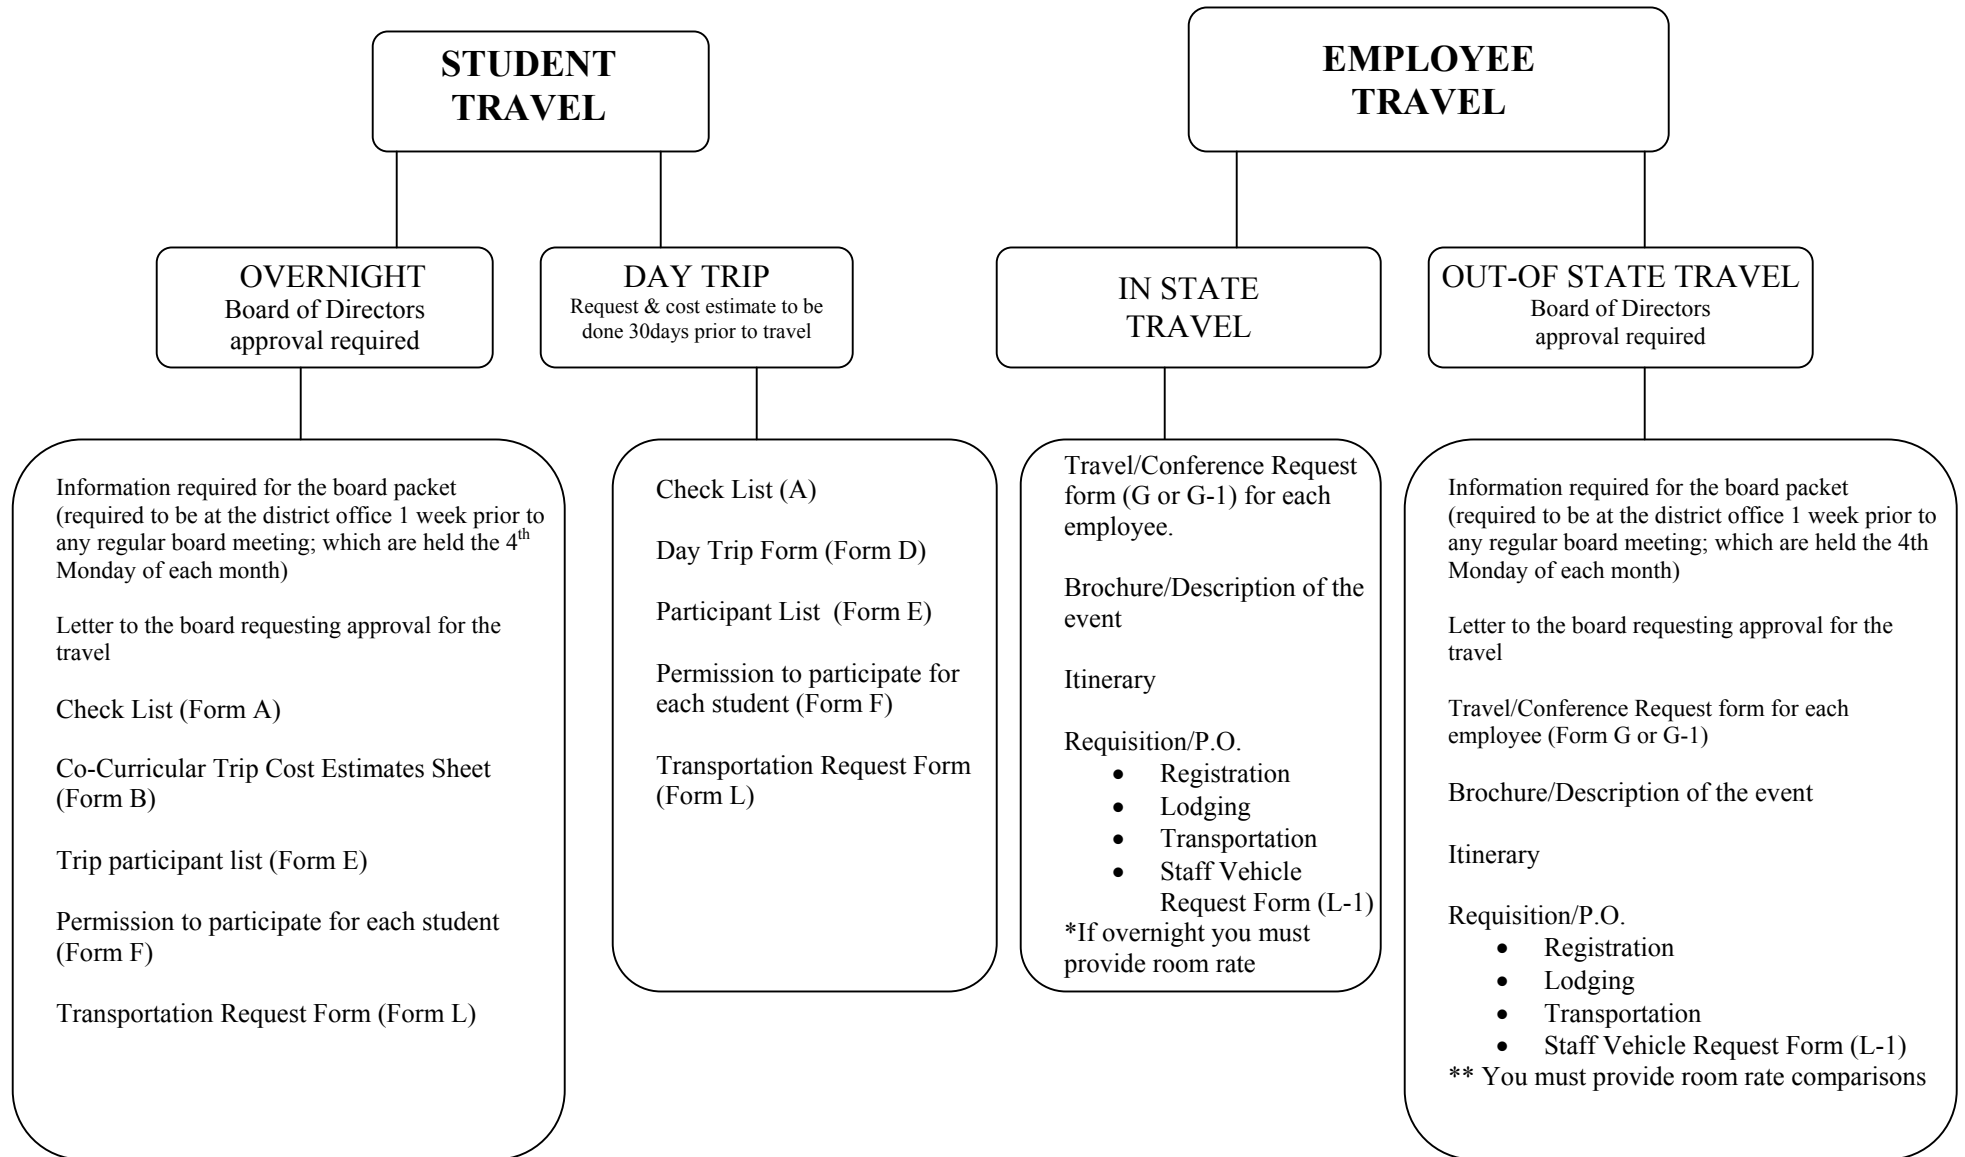 STUDENT
TRAVEL
EMPLOYEE
TRAVEL
OVERNIGHT
Board of Directors
approval required
DAY TRIP
Request & cost estimate to be
done 30days prior to travel
IN STATE
TRAVEL
OUT-OF STATE TRAVEL
Board of Directors
approval required
Information required for the board packet
(required to be at the district office 1 week prior to
any regular board meeting; which are held the 4th
Monday of each month)
Letter to the board requesting approval for the
travel
Check List (Form A)
Co-Curricular Trip Cost Estimates Sheet
(Form B)
Trip participant list (Form E)
Permission to participate for each student
(Form F)
Transportation Request Form (Form L)
Check List (A)
Day Trip Form (Form D)
Participant List (Form E)
Permission to participate for
each student (Form F)
Transportation Request Form
(Form L)
Travel/Conference Request
form (G or G-1) for each
employee.
Brochure/Description of the
event
Itinerary
Requisition/P.O.
• Registration
• Lodging
• Transportation
• Staff Vehicle
Request Form (L-1)
*If overnight you must
provide room rate
Information required for the board packet
(required to be at the district office 1 week prior to
any regular board meeting; which are held the 4th
Monday of each month)
Letter to the board requesting approval for the
travel
Travel/Conference Request form for each
employee (Form G or G-1)
Brochure/Description of the event
Itinerary
Requisition/P.O.
• Registration
• Lodging
• Transportation
• Staff Vehicle Request Form (L-1)
** You must provide room rate comparisons